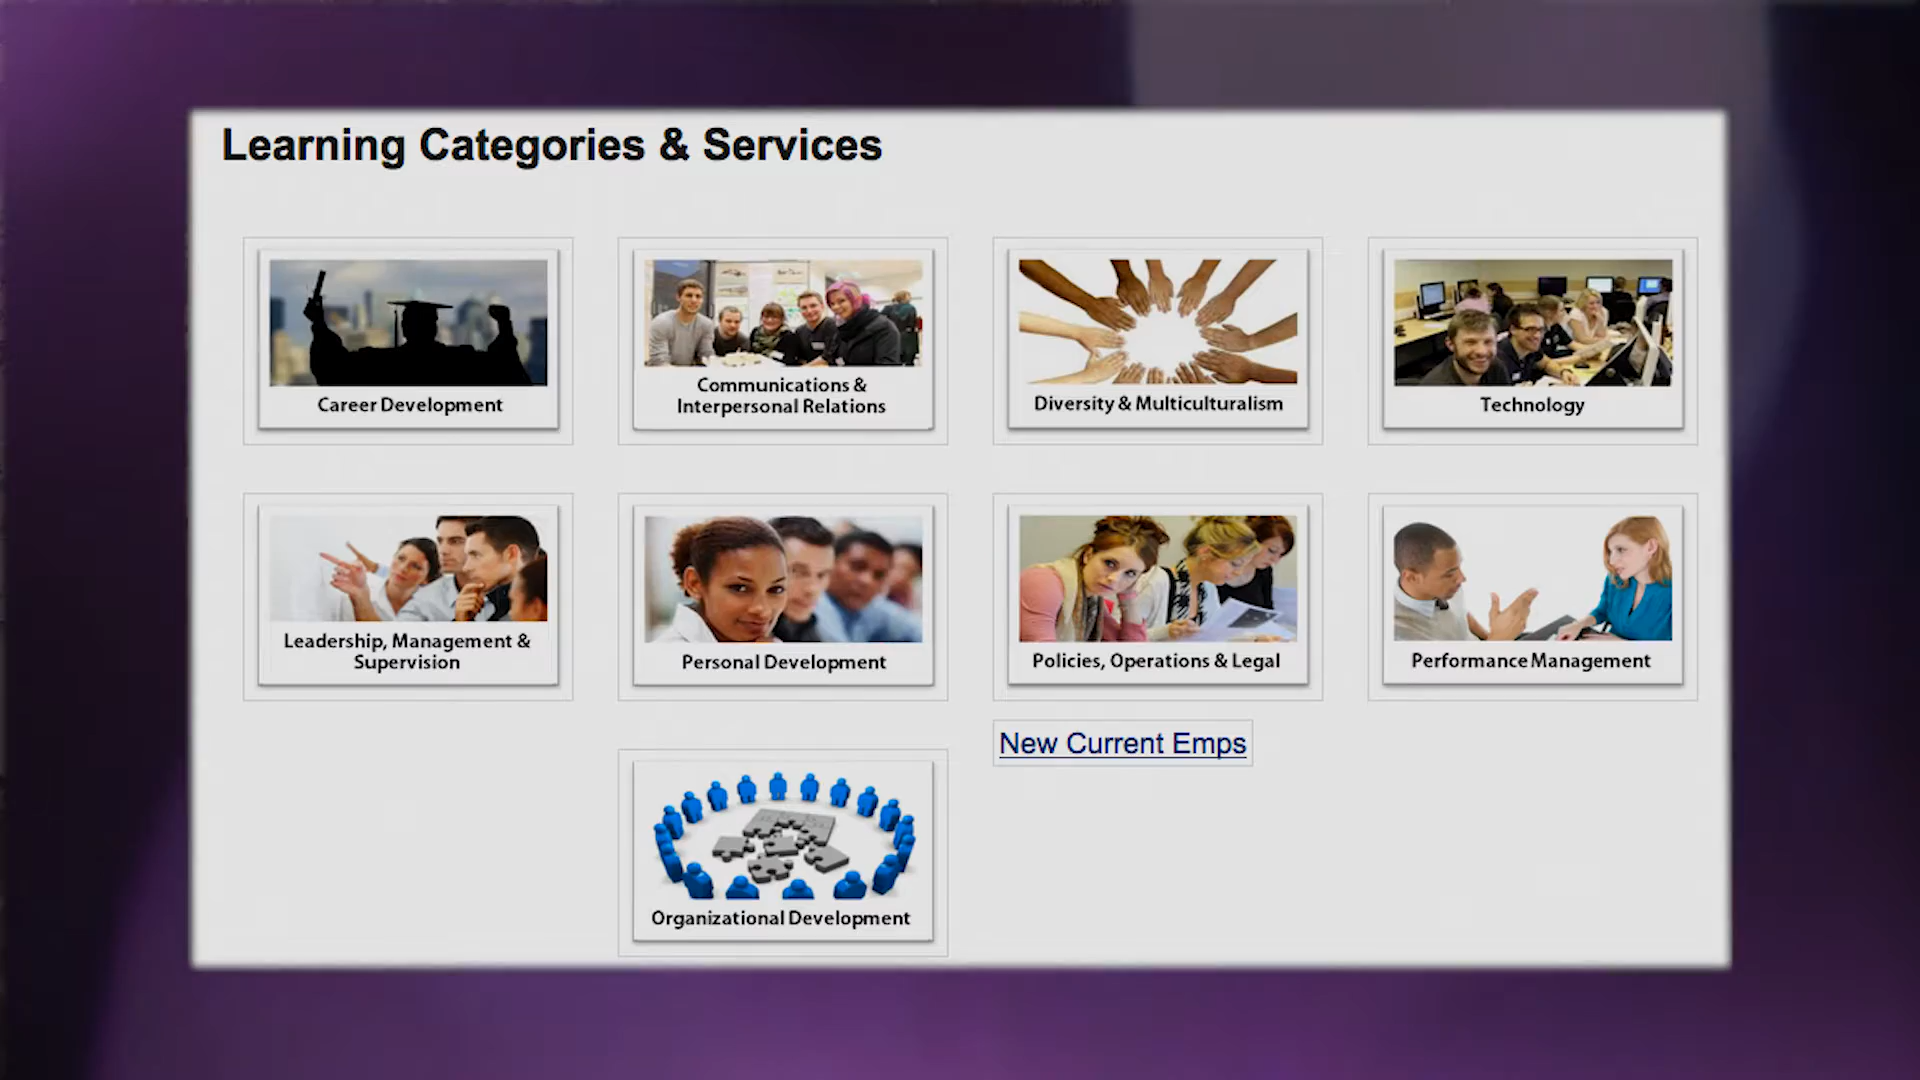 Learning Categories & Services
Career Development
Communications &
Interpersonal Relations
Diversity & Multiculturalism
Technology
Leadership, Management &
Supervision
Personal Development
Policies, Operations & Legal
Performance Management
New Current Emps
Organizational Development